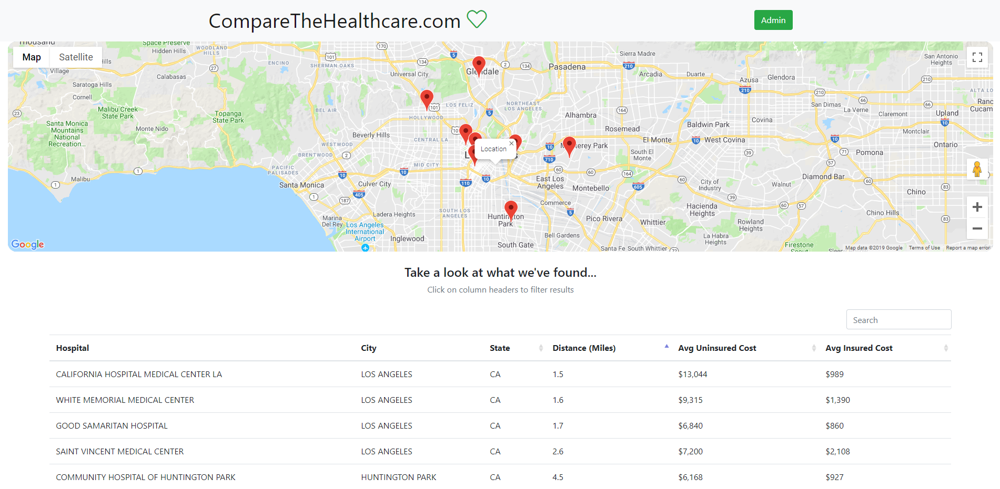 CompareTheHealthcare.com
Admin
Map
Satellite
Space Preserve
Hidden Hills
WOODLAND HILLS
ENCINO
SHERMAN OAKS
Universal City
Glendale
Pasadena
Sierra Madre
Arcadia
Duarte
Azusa
Glendora
San Antonio Heights
Village
Calabasas
Saratoga Hills
Cornell
Malibu Creek State Park
Topanga State Park
BEL AIR
HOLLYWOOD
LOS FELIZ
NORTHEAST LOS ANGELES
Alhambra
San Dimas
La Verne
Claremont
Upland
Santa Monica Mountains National Recreation...
Monte Nido
Beverly Hills
CENTRAL LA
Rosemead
Baldwin Park
Covina
Montclair
WESTWOOD
BRENTWOOD
Location
El Monte
West Covina
South El Monte
Pomona
Ontario
PACIFIC PALISADES
MID CITY
Malibu
Santa Monica
Culver City
East Los Angeles
Montebello
City of Industry
Walnut
Diamond Bar
Chino
Commerce
Marina Del Rey
Ladera Heights
SOUTH LOS ANGELES
Huntington Park
Pico Rivera
Whittier
Hacienda Heights
Rowland Heights
Chino Hills
Los Angeles International Airport
Inglewood
Bell Gardens
South Gate
Santa Fe
South Whittier
La Habra Heights
Firestone
Google
Map data ©2019 Google
Terms of Use
Report a map error
Take a look at what we've found...
Click on column headers to filter results
Search
Hospital City State Distance (Miles) Avg Uninsured Cost Avg Insured Cost
CALIFORNIA HOSPITAL MEDICAL CENTER LA LOS ANGELES CA 1.5 $13,044 $989
WHITE MEMORIAL MEDICAL CENTER LOS ANGELES CA 1.6 $9,315 $1,390
GOOD SAMARITAN HOSPITAL LOS ANGELES CA 1.7 $6,840 $860
SAINT VINCENT MEDICAL CENTER LOS ANGELES CA 2.6 $7,200 $2,108
COMMUNITY HOSPITAL OF HUNTINGTON PARK HUNTINGTON PARK CA 4.5 $6,168 $927